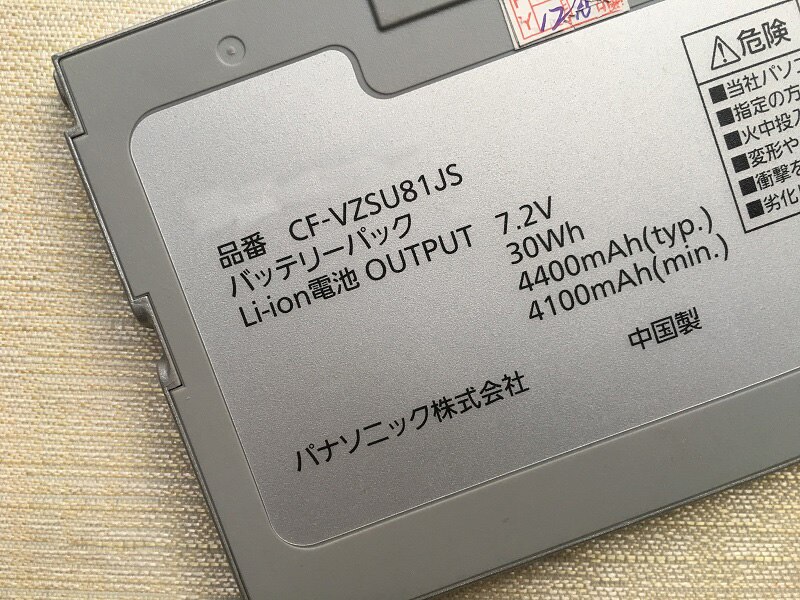 品番 CF-VZSU81JS
バッテリーパック
Li-ion電池 OUTPUT 7.2V
30Wh
4400mAh(typ.)
4100mAh(min.)
中国製
パナソニック株式会社
⚠危険
■当社パソコ
■指定の方
■火中投入
■変形や
■衝撃を
■劣化